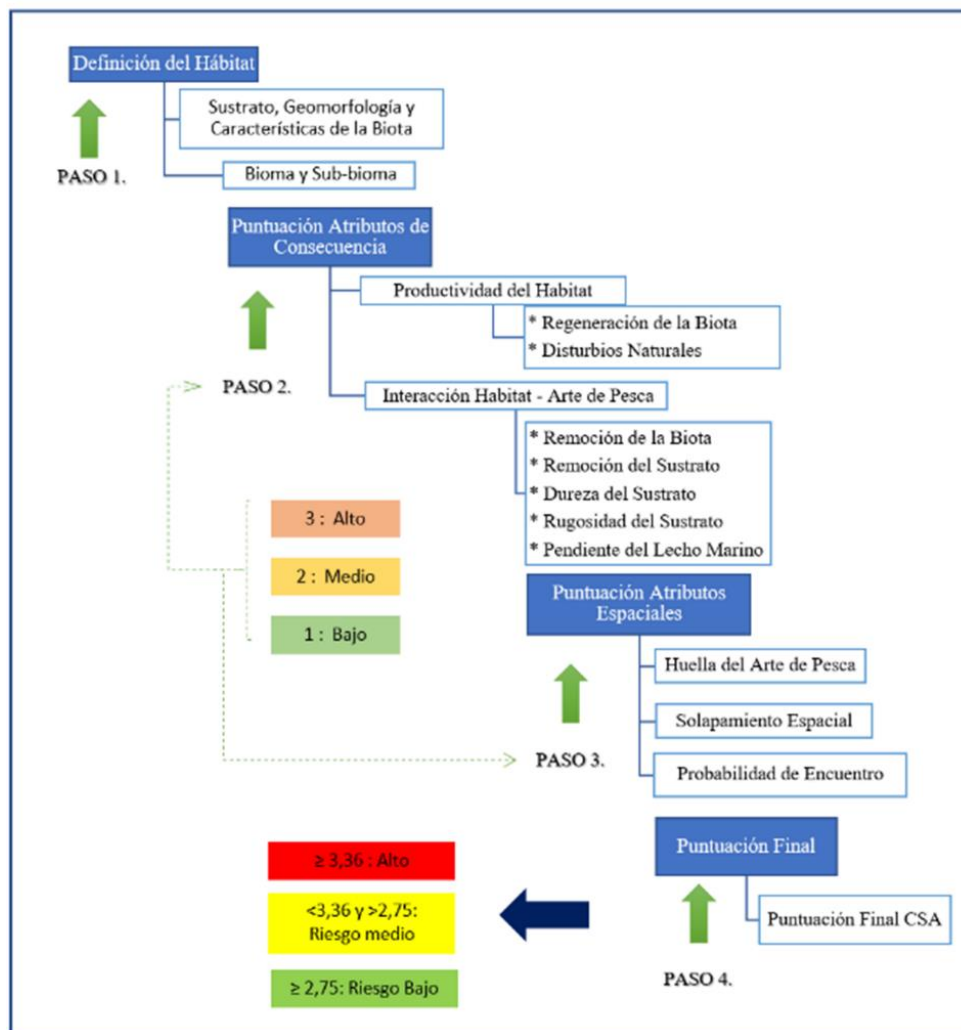 Definición del Hábitat
Sustrato, Geomorfología y
Características de la Biota
PASO 1.
Bioma y Sub-bioma
Puntuación Atributos de
Consecuencia
Productividad del Habitat
* Regeneración de la Biota
* Disturbios Naturales
PASO 2.
Interacción Habitat - Arte de Pesca
* Remoción de la Biota
* Remoción del Sustrato
* Dureza del Sustrato
* Rugosidad del Sustrato
* Pendiente del Lecho Marino
3 : Alto
2 : Medio
1 : Bajo
Puntuación Atributos
Espaciales
Huella del Arte de Pesca
Solapamiento Espacial
PASO 3.
Probabilidad de Encuentro
Puntuación Final
≥ 3,36 : Alto
<3,36 y >2,75:
Riesgo medio
≥ 2,75: Riesgo Bajo
Puntuación Final CSA
PASO 4.